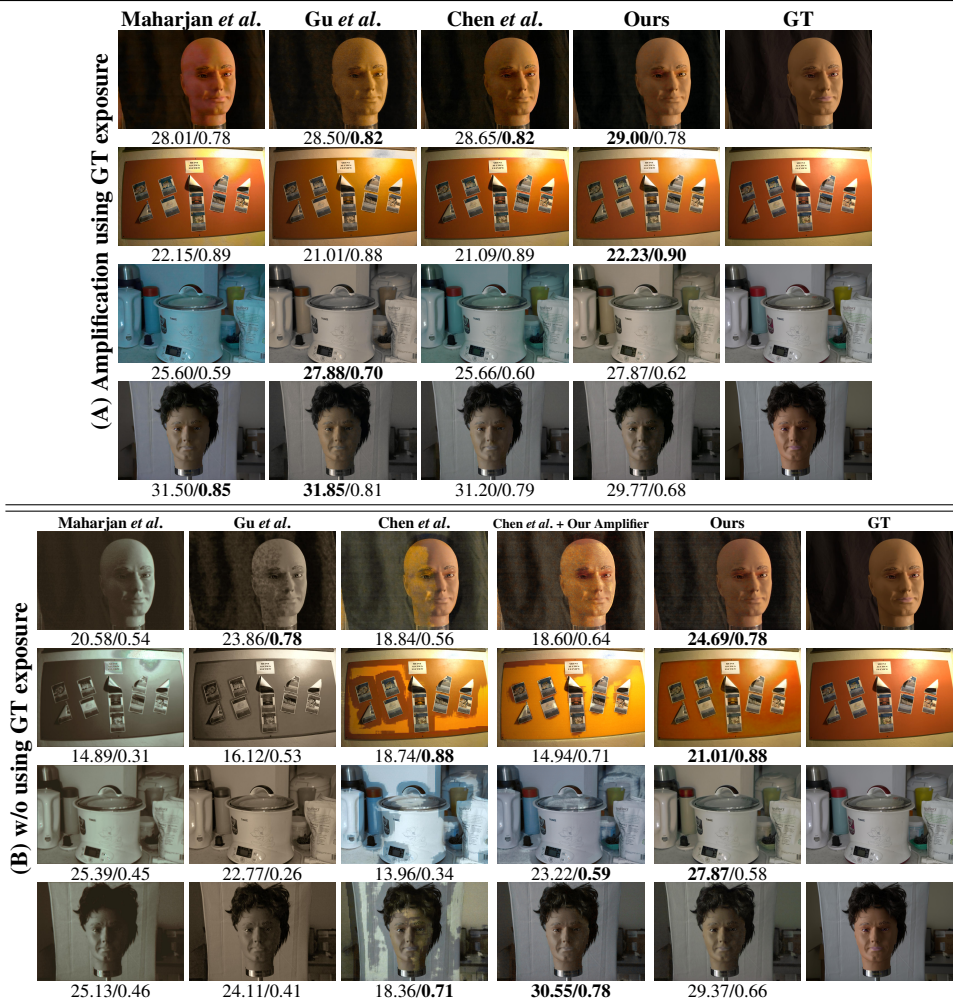 Maharjan et al. Gu et al. Chen et al. Ours GT
(A) Amplification using GT exposure
28.01/0.78 28.50/0.82 28.65/0.82 29.00/0.78
22.15/0.89 21.01/0.88 21.09/0.89 22.23/0.90
25.60/0.59 27.88/0.70 25.66/0.60 27.87/0.62
31.50/0.85 31.85/0.81 31.20/0.79 29.77/0.68
Maharjan et al. Gu et al. Chen et al. Chen et al. + Our Amplifier Ours GT
(B) w/o using GT exposure
20.58/0.54 23.86/0.78 18.84/0.56 18.60/0.64 24.69/0.78
14.89/0.31 16.12/0.53 18.74/0.88 14.94/0.71 21.01/0.88
25.39/0.45 22.77/0.26 13.96/0.34 23.22/0.59 27.87/0.58
25.13/0.46 24.11/0.41 18.36/0.71 30.55/0.78 29.37/0.66